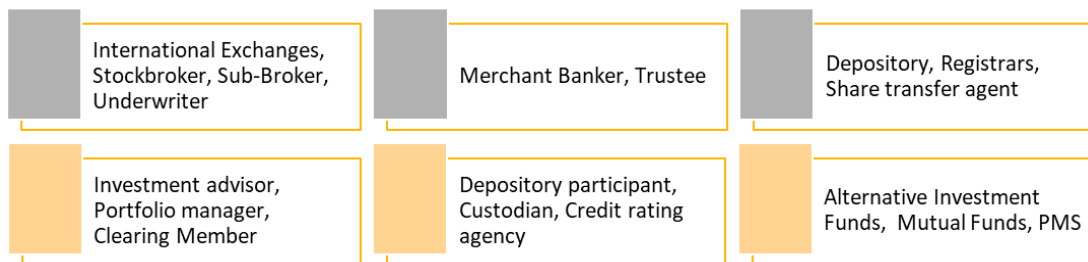 International Exchanges,
Stockbroker, Sub-Broker,
Underwriter
Merchant Banker, Trustee
Depository, Registrars,
Share transfer agent
Investment advisor,
Portfolio manager,
Clearing Member
Depository participant,
Custodian, Credit rating
agency
Alternative Investment
Funds,  Mutual Funds, PMS